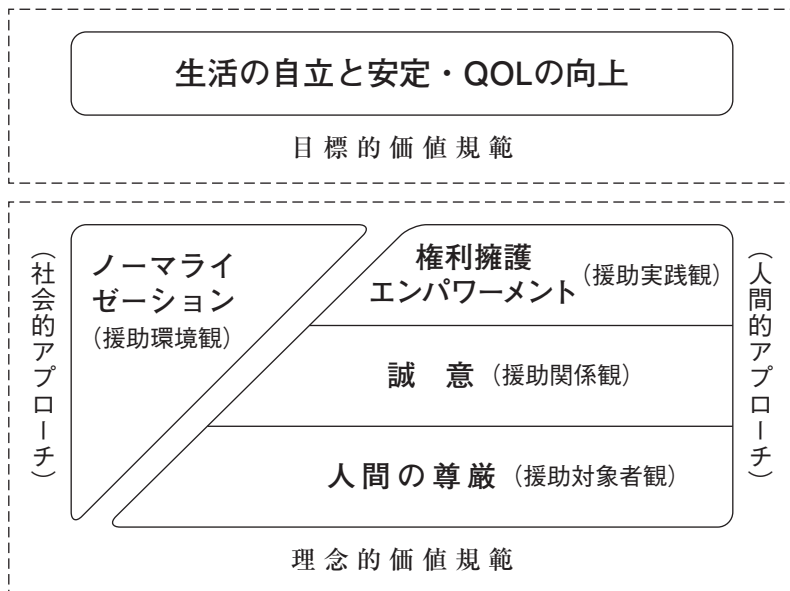 生活の自立と安定・QOLの向上
目標的価値規範
（社会的アプローチ）
ノーマライ
ゼーション
（援助環境観）
権利擁護
エンパワーメント（援助実践観）
誠　意（援助関係観）
人間の尊厳（援助対象者観）
（人間的アプローチ）
理念的価値規範